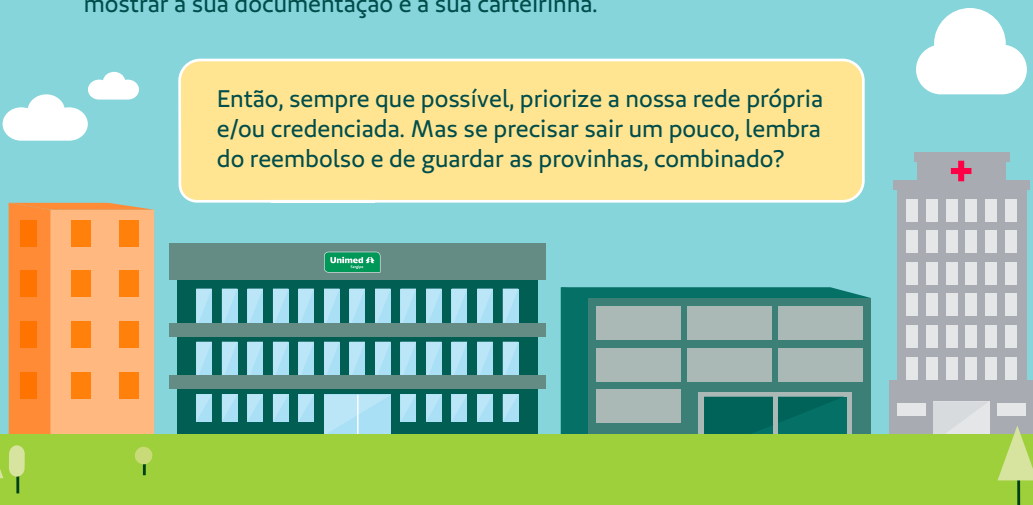 mostrar a sua documentação e a sua carteirinha.
Então, sempre que possível, priorize a nossa rede própria
e/ou credenciada. Mas se precisar sair um pouco, lembra
do reembolso e de guardar as provinhas, combinado?
Unimed
Sergipe